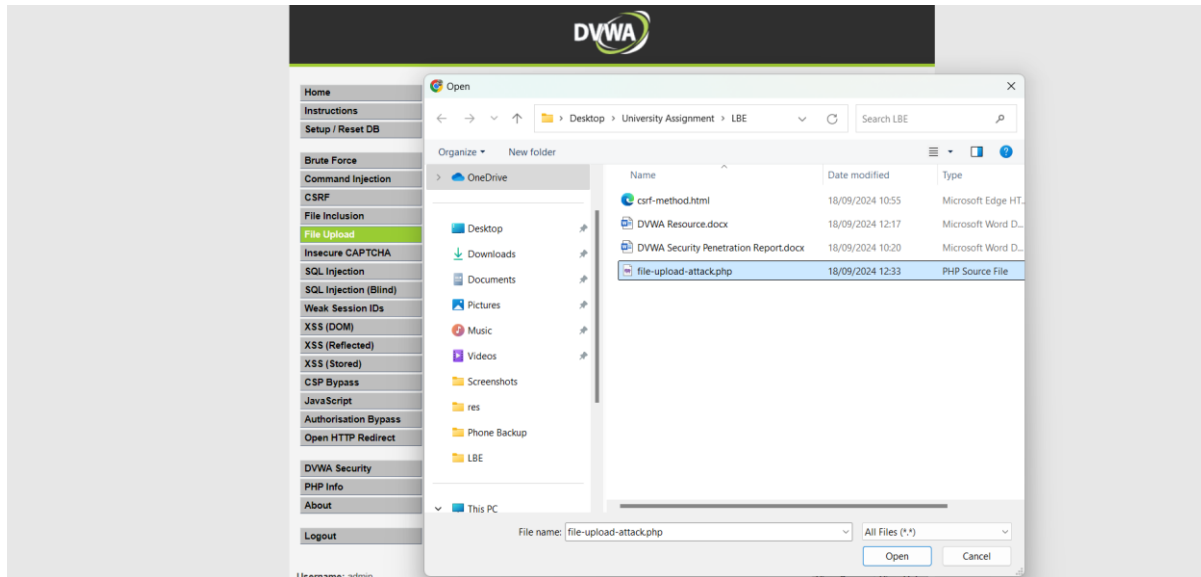 DVWA
Home
Instructions
Setup / Reset DB
Brute Force
Command Injection
CSRF
File Inclusion
File Upload
Insecure CAPTCHA
SQL Injection
SQL Injection (Blind)
Weak Session IDs
XSS (DOM)
XSS (Reflected)
XSS (Stored)
CSP Bypass
JavaScript
Authorisation Bypass
Open HTTP Redirect
DVWA Security
PHP Info
About
Logout
Username: admin
Open
Desktop > University Assignment > LBE
Search LBE
Organize
New folder
OneDrive
Desktop
Downloads
Documents
Pictures
Music
Videos
Screenshots
res
Phone Backup
LBE
This PC
Name Date modified Type
csrf-method.html 18/09/2024 10:55 Microsoft Edge HT...
DVWA Resource.docx 18/09/2024 12:17 Microsoft Word D...
DVWA Security Penetration Report.docx 18/09/2024 10:20 Microsoft Word D...
file-upload-attack.php 18/09/2024 12:33 PHP Source File
File name: file-upload-attack.php
All Files (*.*)
Open Cancel